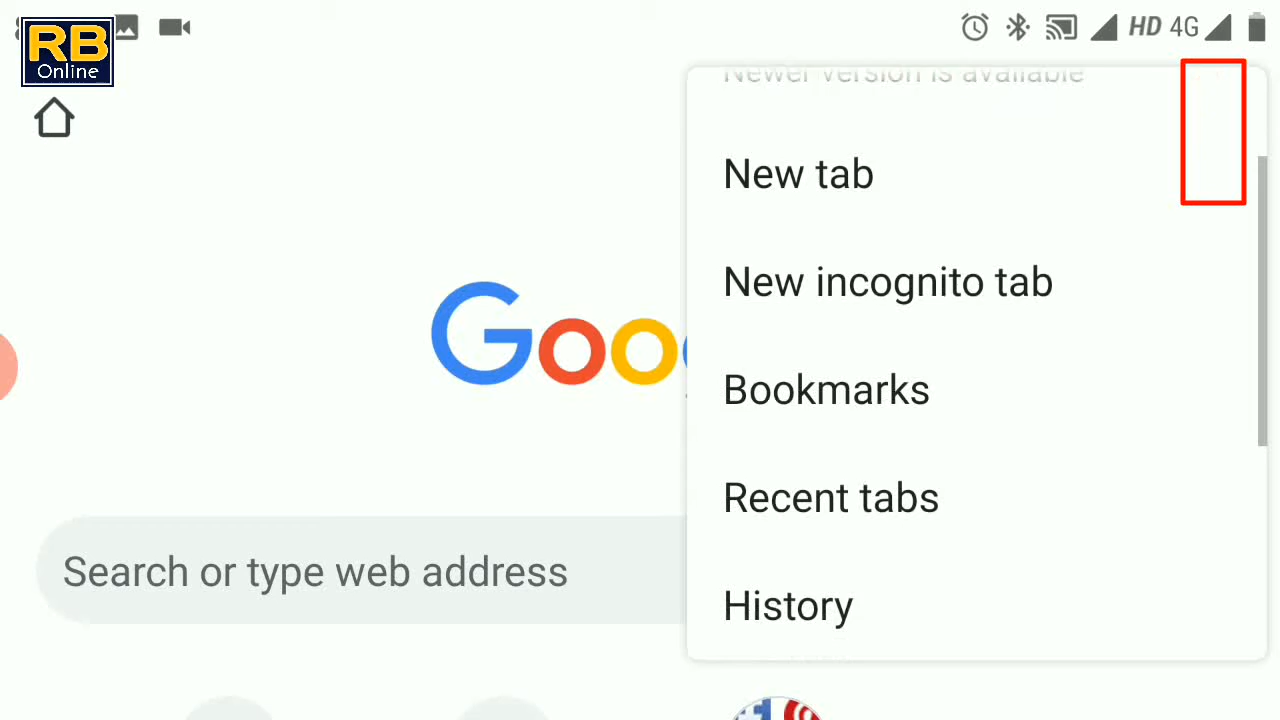 RB
Online
HD 4G
Newer version is available
New tab
New incognito tab
Goo
Bookmarks
Recent tabs
Search or type web address
History